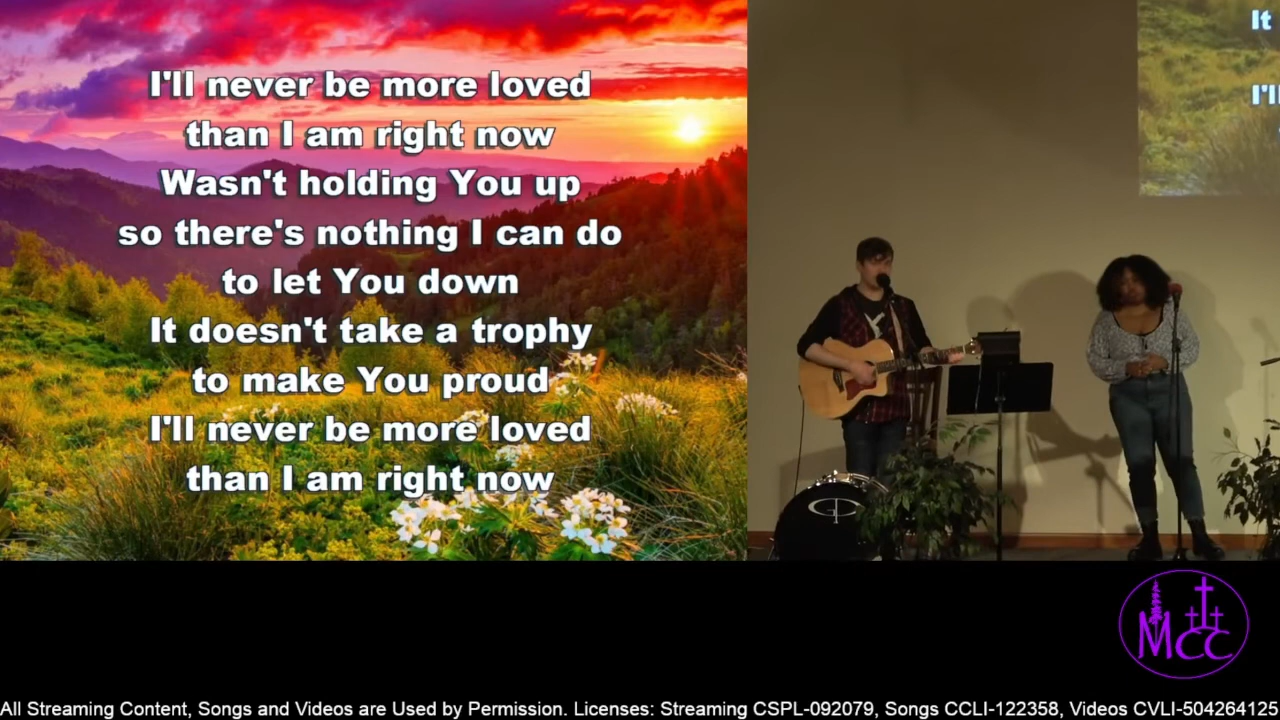 I'll never be more loved
than I am right now
Wasn't holding You up
so there's nothing I can do
to let You down
It doesn't take a trophy
to make You proud
I'll never be more loved
than I am right now
It
I'll
MCC
All Streaming Content, Songs and Videos are Used by Permission. Licenses: Streaming CSPL-092079, Songs CCLI-122358, Videos CVLI-504264125